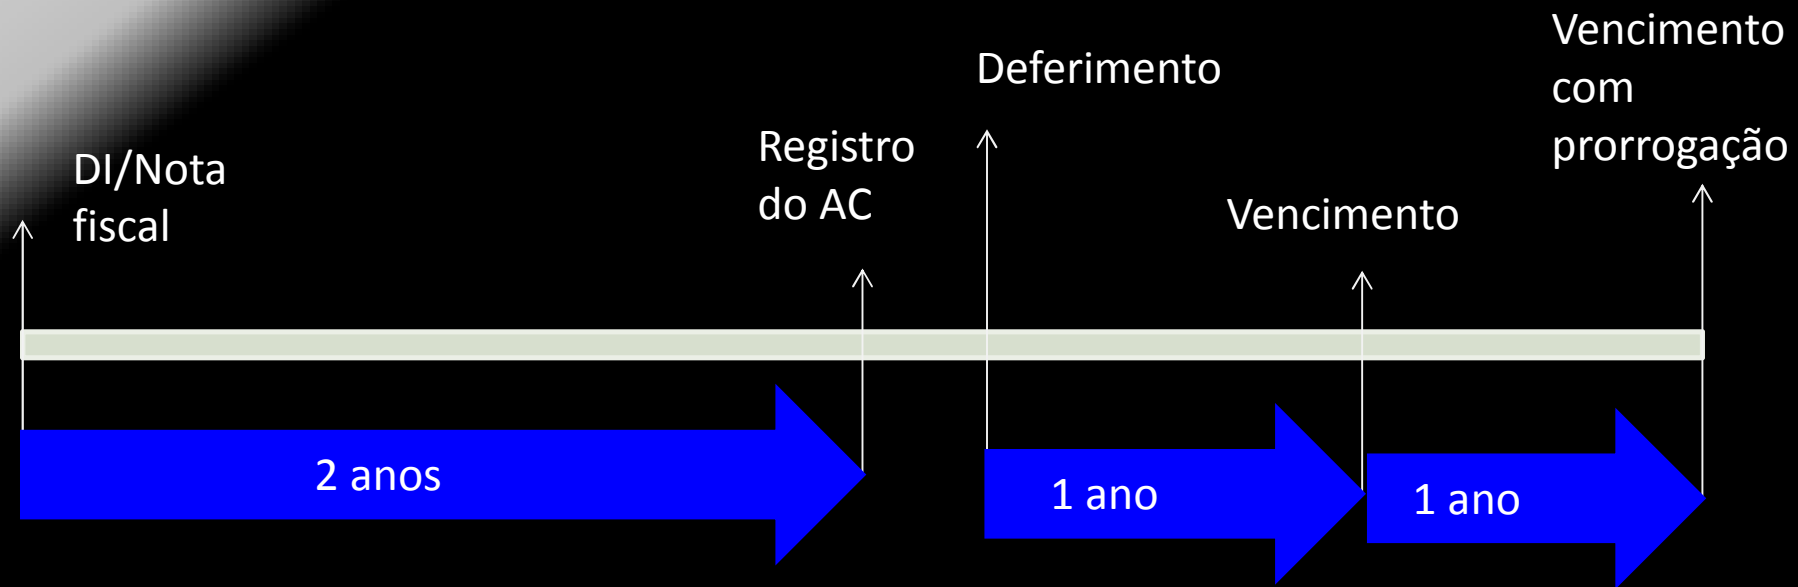 DI/Nota
fiscal
Registro
do AC
Deferimento
Vencimento
Vencimento
com
prorrogação
2 anos
1 ano
1 ano